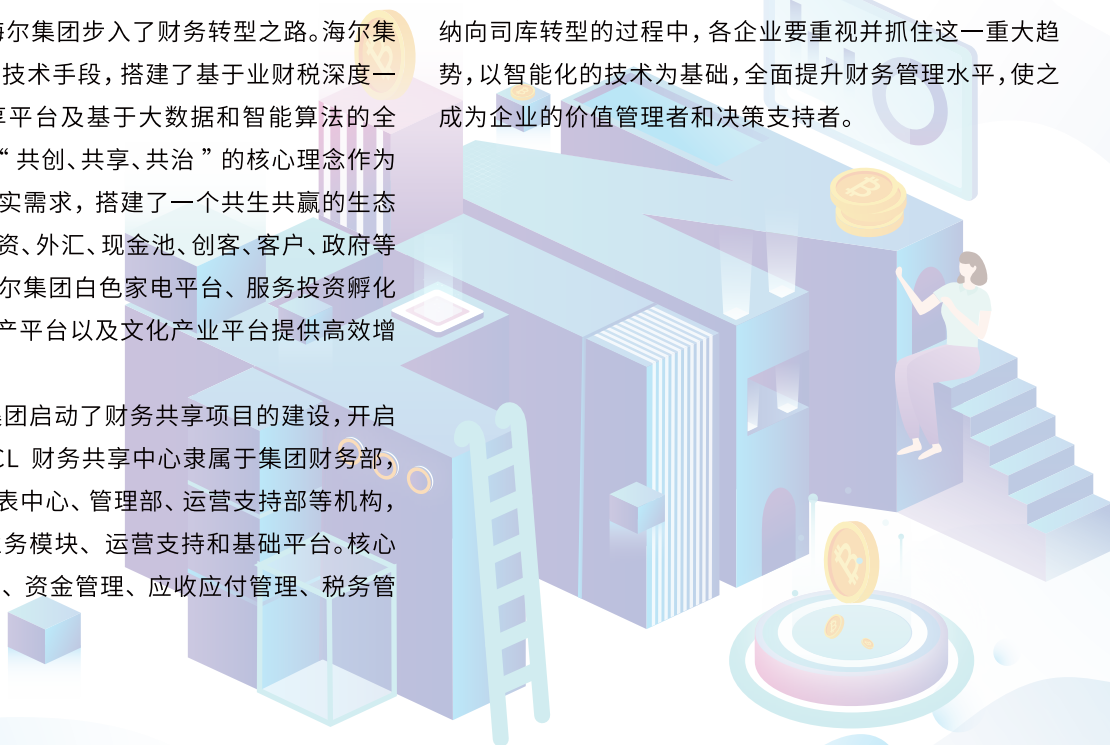 海尔集团步入了财务转型之路。海尔集
技术手段，搭建了基于业财税深度一
享平台及基于大数据和智能算法的全
“共创、共享、共治”的核心理念作为
实需求，搭建了一个共生共赢的生态
资、外汇、现金池、创客、客户、政府等
尔集团白色家电平台、服务投资孵化
产平台以及文化产业平台提供高效增
集团启动了财务共享项目的建设，开启
CL 财务共享中心隶属于集团财务部，
表中心、管理部、运营支持部等机构，
务模块、运营支持和基础平台。核心
、资金管理、应收应付管理、税务管
纳向司库转型的过程中，各企业要重视并抓住这一重大趋
势，以智能化的技术为基础，全面提升财务管理水平，使之
成为企业的价值管理者和决策支持者。